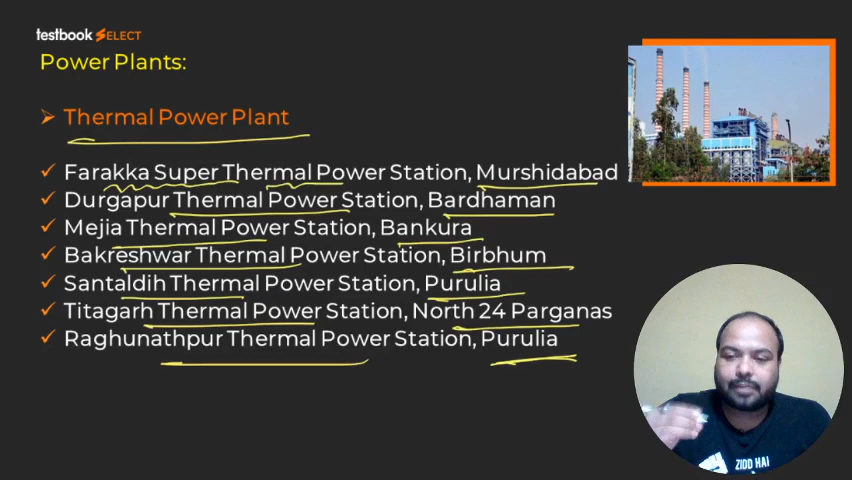 testbook SELECT
Power Plants:
Thermal Power Plant
Farakka Super Thermal Power Station, Murshidabad
Durgapur Thermal Power Station, Bardhaman
Mejia Thermal Power Station, Bankura
Bakreshwar Thermal Power Station, Birbhum
Santaldih Thermal Power Station, Purulia
Titagarh Thermal Power Station, North 24 Parganas
Raghunathpur Thermal Power Station, Purulia
ZIDD HAI